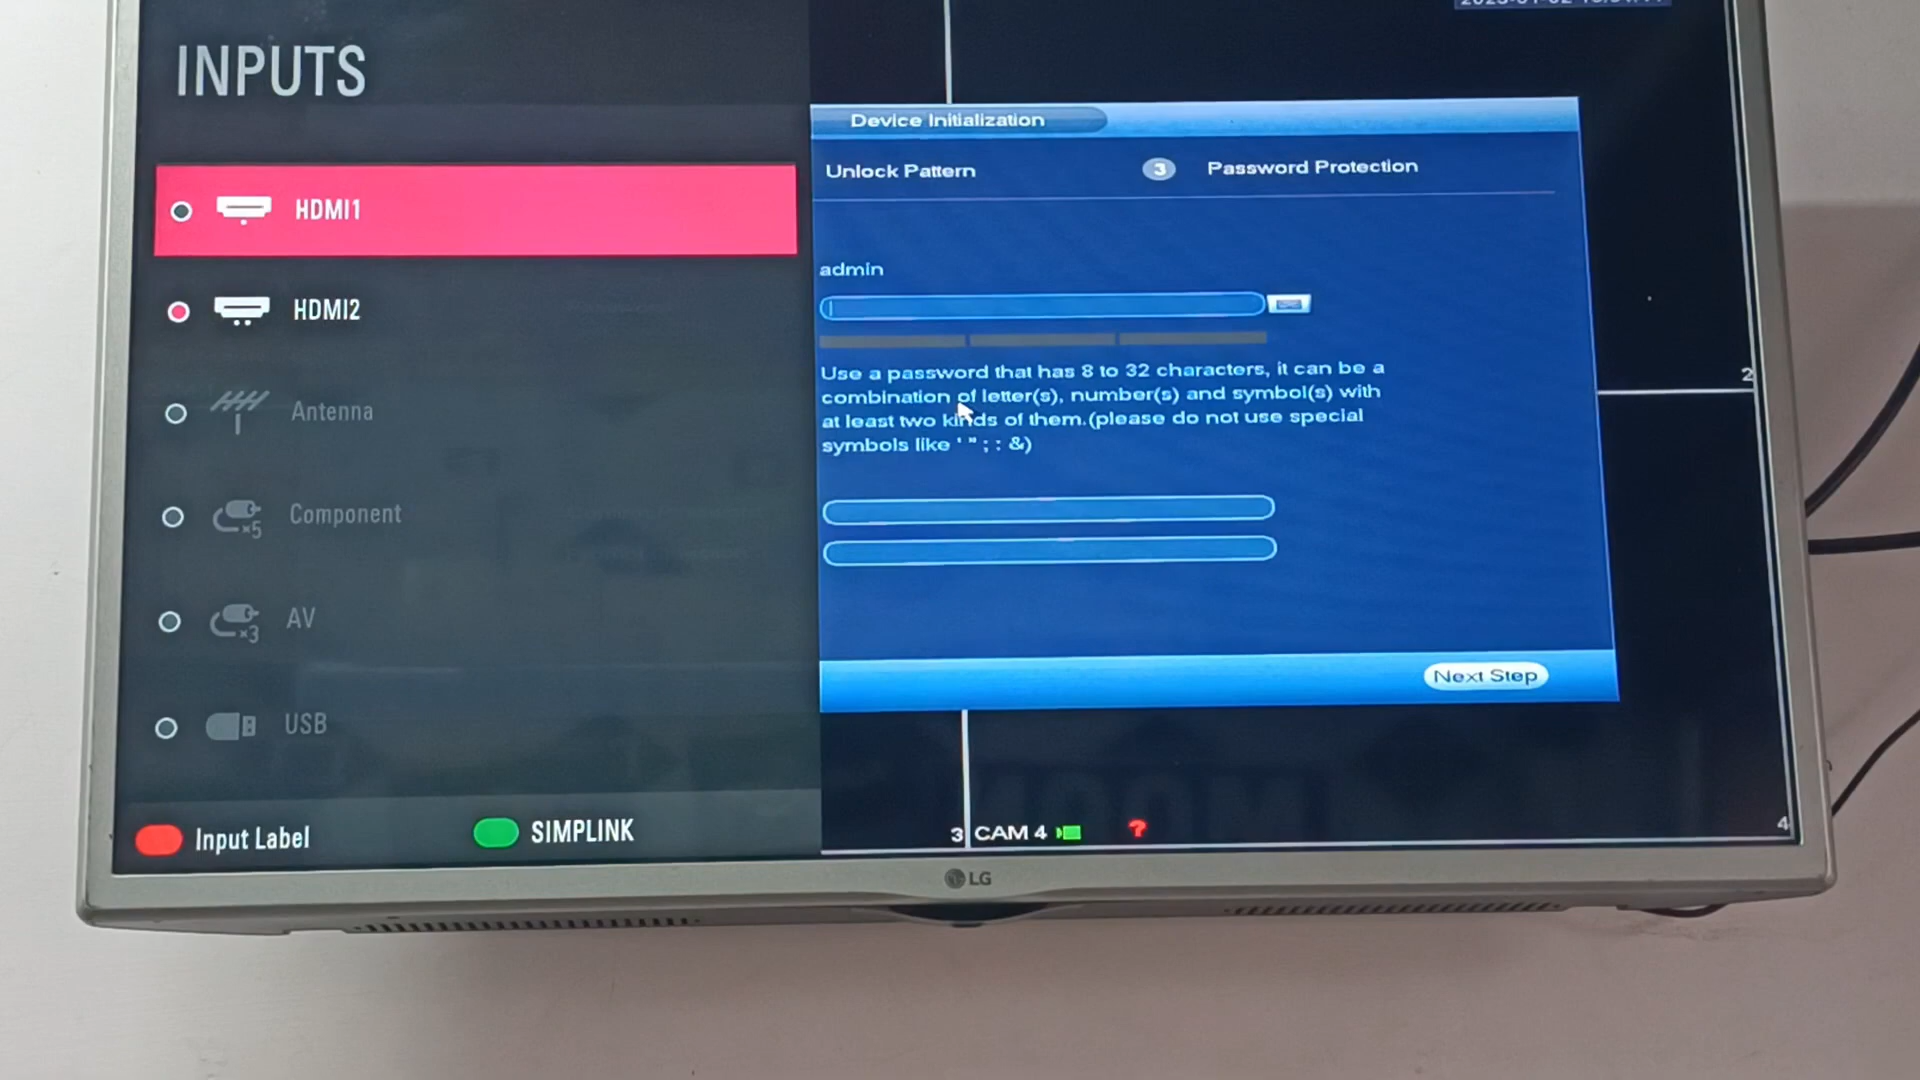 INPUTS
HDMI1
HDMI2
Antenna
Component
x5
AV
x3
USB
Input Label
SIMPLINK
Device Initialization
Unlock Pattern
3 Password Protection
admin
Use a password that has 8 to 32 characters, it can be a
combination of letter(s), number(s) and symbol(s) with
at least two kinds of them.(please do not use special
symbols like ' " ; : &)
Next Step
2
3
CAM 4
?
4
LG